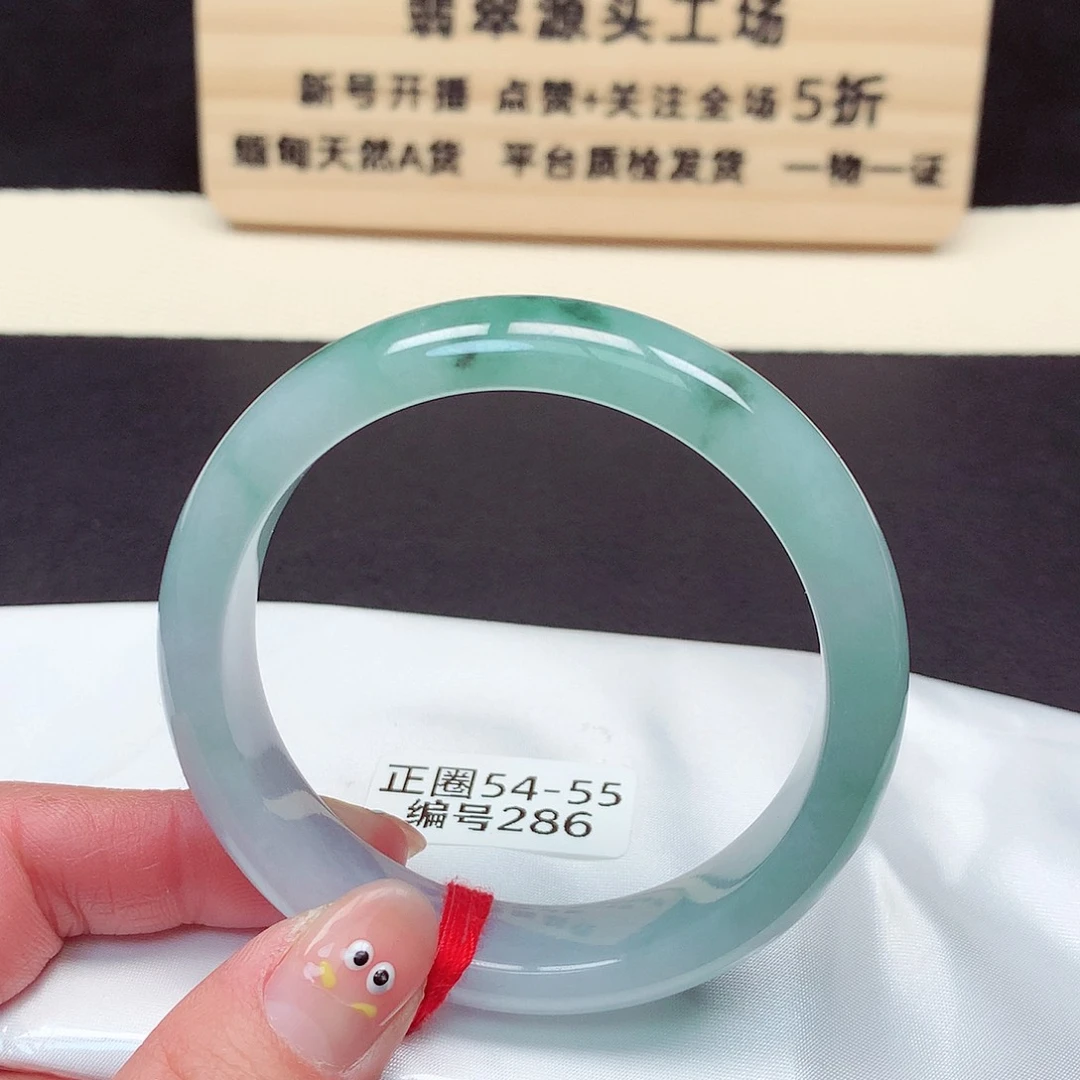 翡翠源头工场
新号开播 点赞+关注全场5折
缅甸天然A货 平台质检发货 一物一证
正圈54-55
编号286